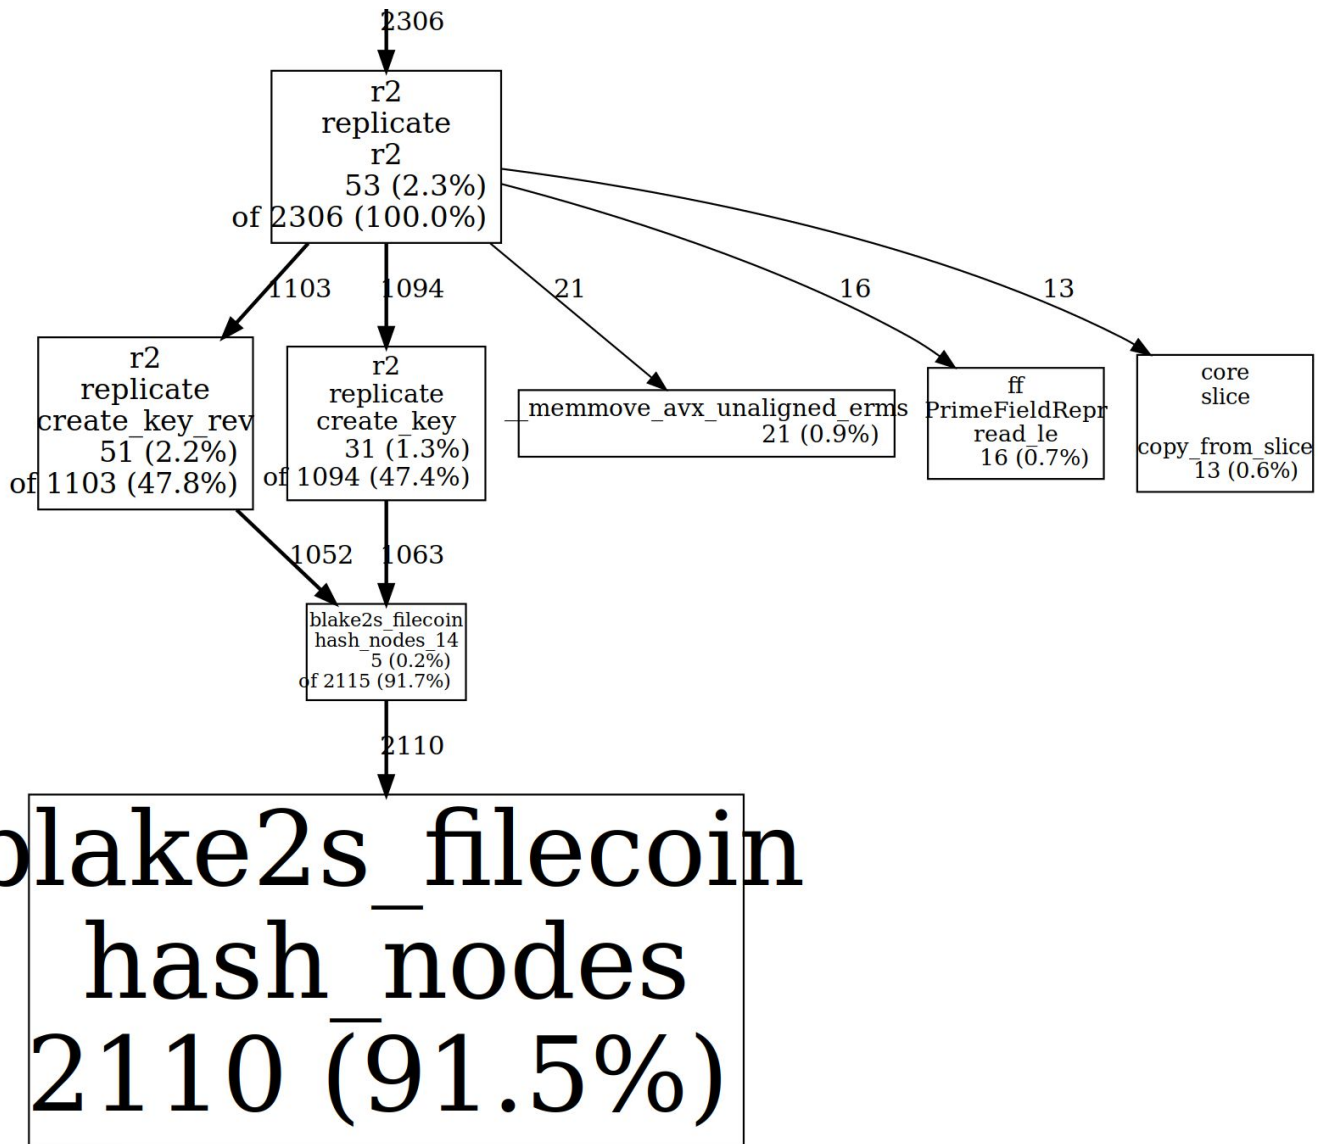 2306
r2
replicate
r2
53 (2.3%)
of 2306 (100.0%)
1103
1094
21
16
13
r2
replicate
create_key_rev
51 (2.2%)
of 1103 (47.8%)
r2
replicate
create_key
31 (1.3%)
of 1094 (47.4%)
__memmove_avx_unaligned_erms
21 (0.9%)
ff
PrimeFieldRepr
read_le
16 (0.7%)
core
slice
copy_from_slice
13 (0.6%)
1052
1063
blake2s_filecoin
hash_nodes_14
5 (0.2%)
of 2115 (91.7%)
2110
blake2s_filecoin
hash_nodes
2110 (91.5%)